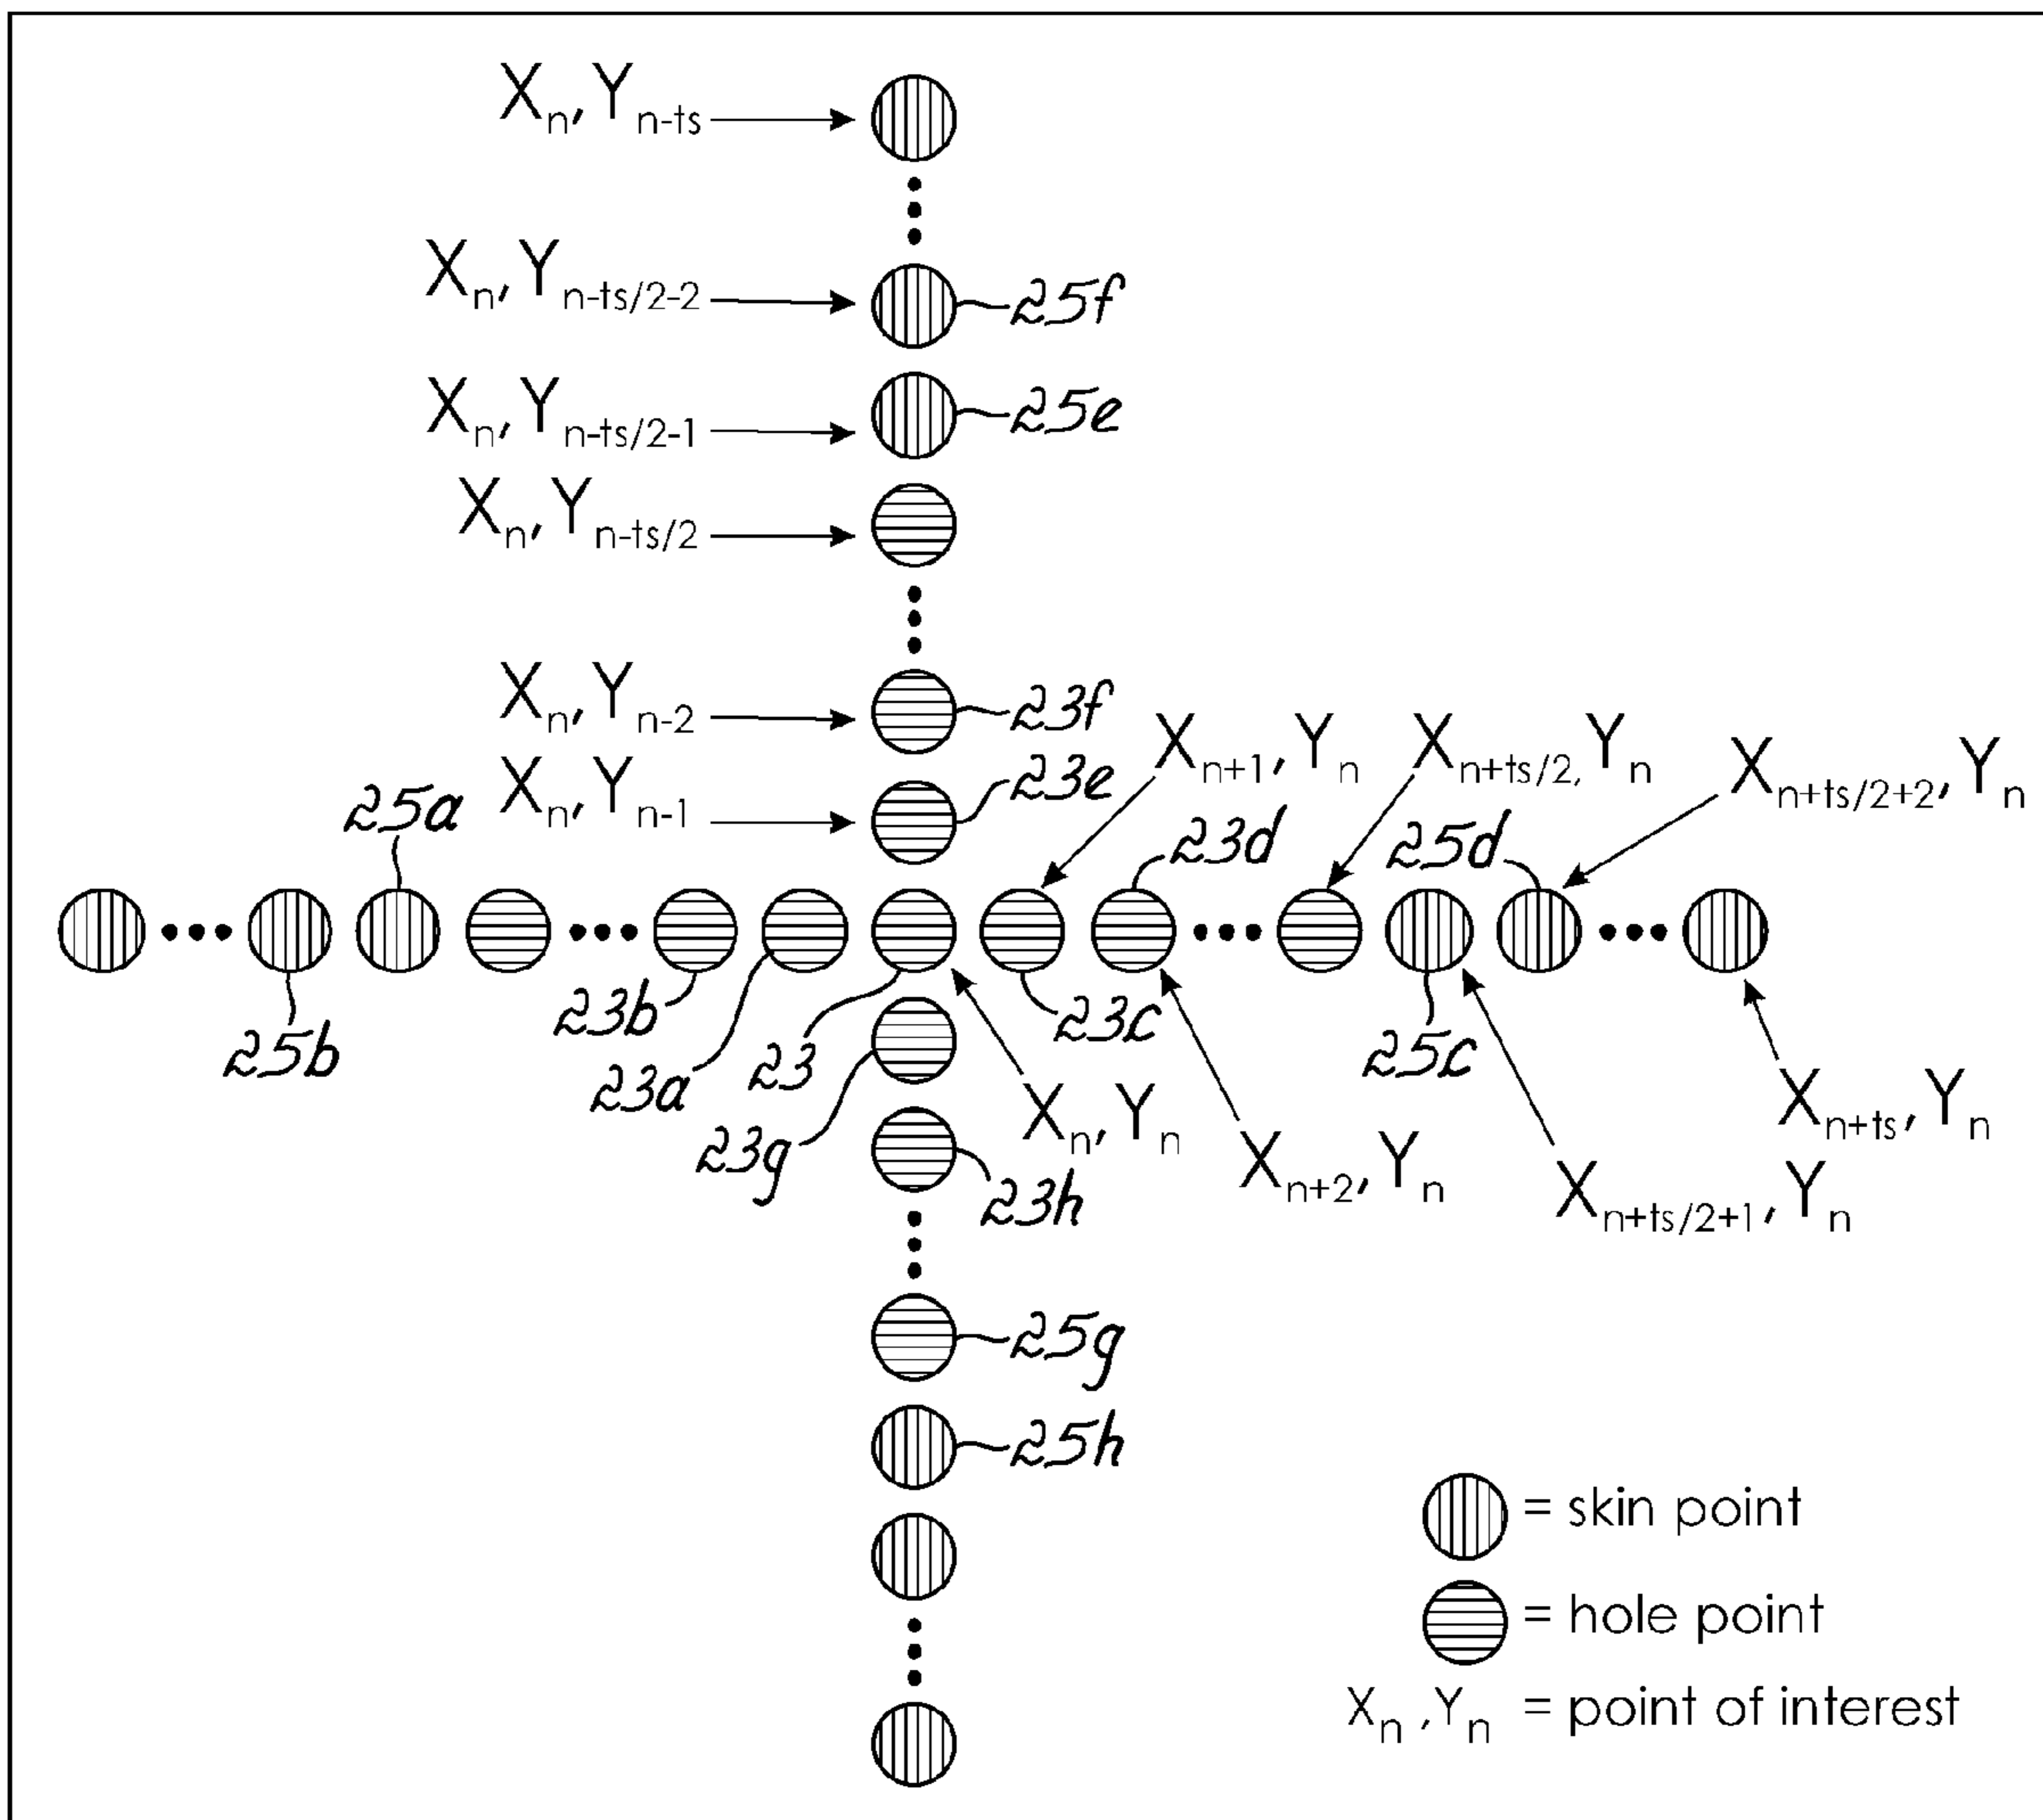 Xn, Yn-ts
Xn, Yn-ts/2-2
25f
Xn, Yn-ts/2-1
25e
Xn, Yn-ts/2
Xn, Yn-2
23f
Xn+1, Yn
Xn+ts/2, Yn
Xn+ts/2+2, Yn
25a
Xn, Yn-1
23e
23d
25d
25b
23b
23a
23
23c
25c
23g
Xn, Yn
Xn+2, Yn
Xn+ts/2+1, Yn
Xn+ts, Yn
23h
25g
25h
= skin point
= hole point
Xn ,Yn = point of interest